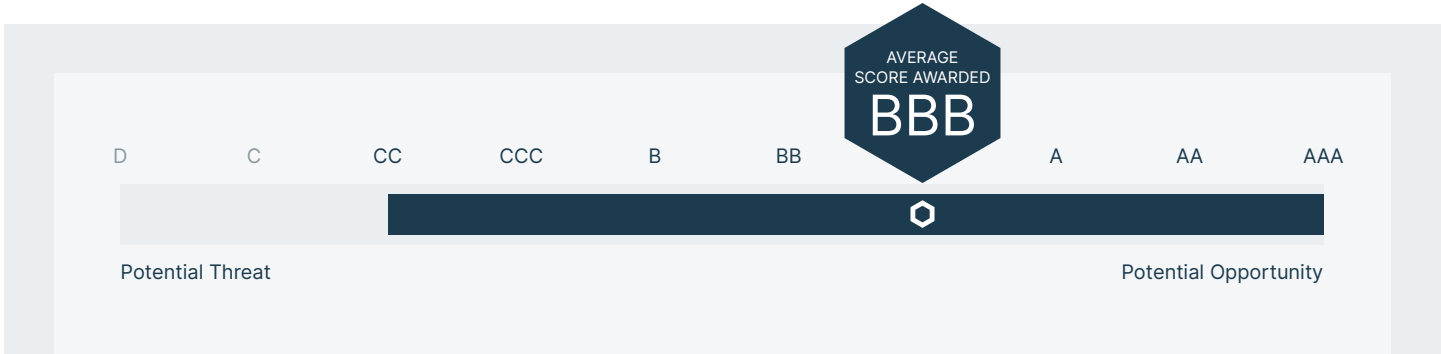 AVERAGE
SCORE AWARDED
BBB
D C CC CCC B BB A AA AAA
Potential Threat Potential Opportunity